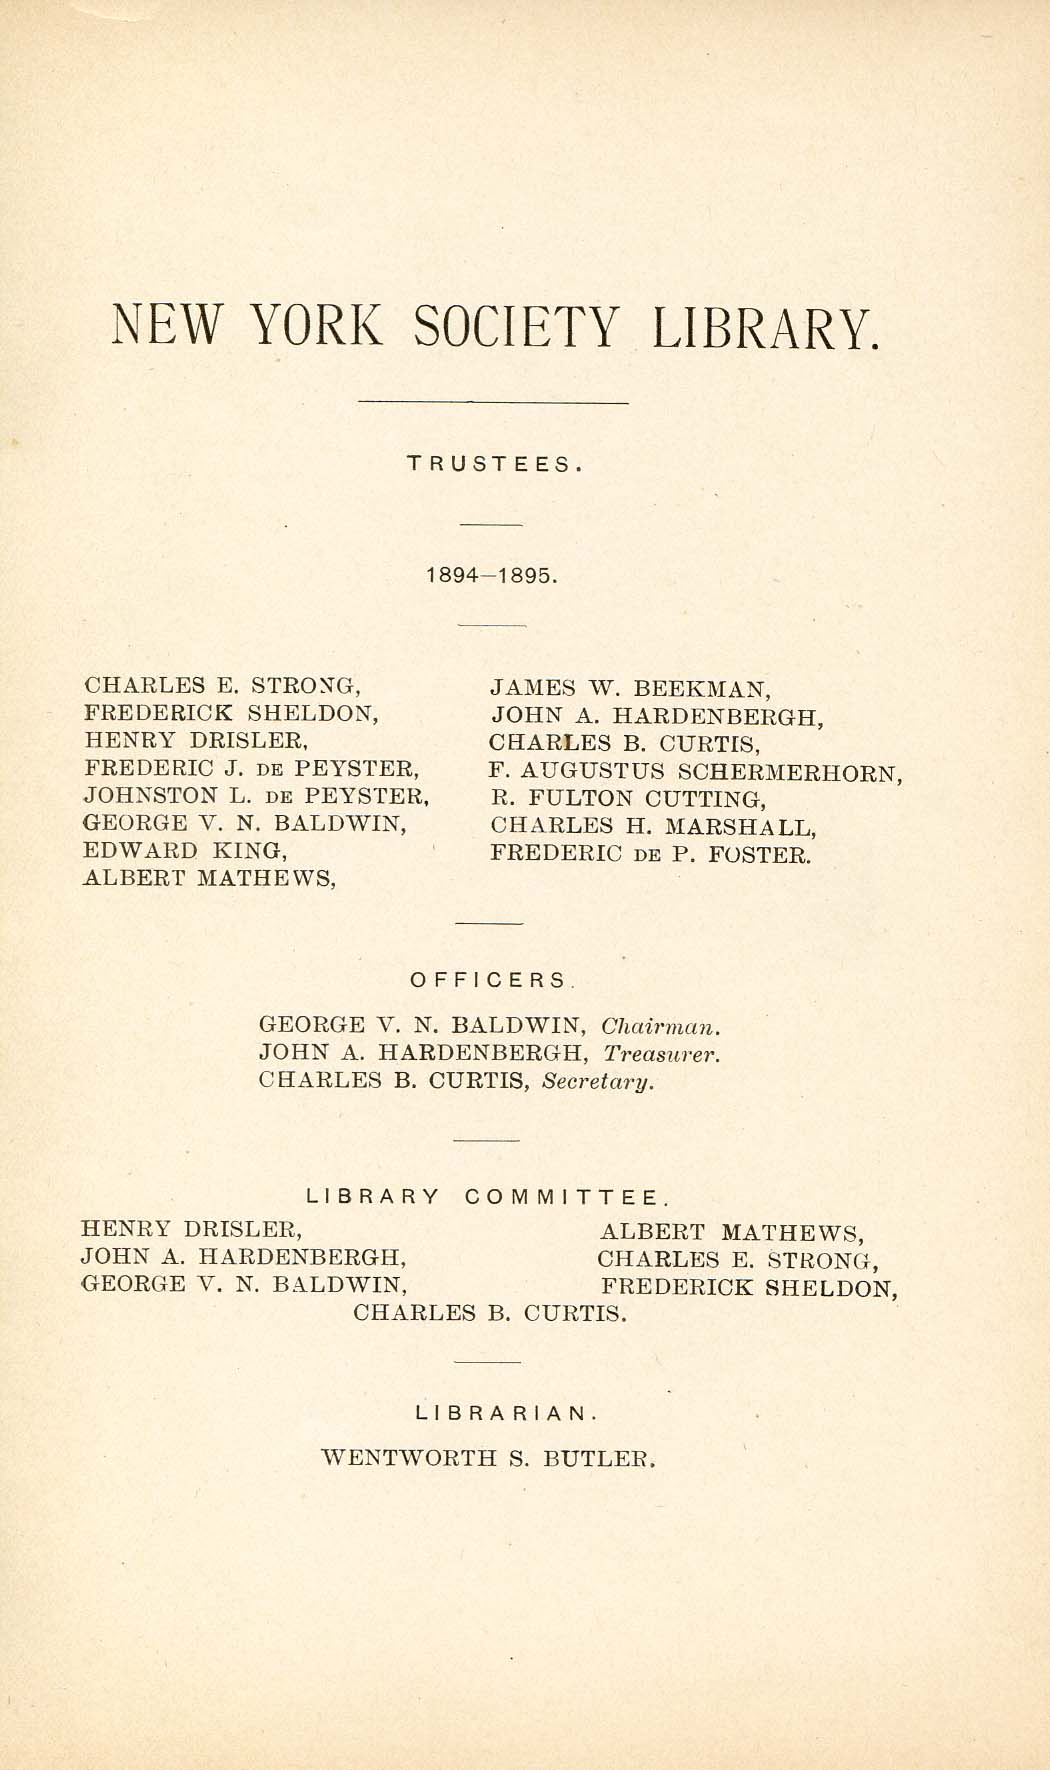 NEW YORK SOCIETY LIBRARY.
TRUSTEES.
1894–1895.
CHARLES E. STRONG,
FREDERICK SHELDON,
HENRY DRISLER,
FREDERIC J. DE PEYSTER,
JOHNSTON L. DE PEYSTER,
GEORGE V. N. BALDWIN,
EDWARD KING,
ALBERT MATHEWS,
JAMES W. BEEKMAN,
JOHN A. HARDENBERGH,
CHARLES B. CURTIS,
F. AUGUSTUS SCHERMERHORN,
R. FULTON CUTTING,
CHARLES H. MARSHALL,
FREDERIC DE P. FOSTER.
OFFICERS.
GEORGE V. N. BALDWIN, Chairman.
JOHN A. HARDENBERGH, Treasurer.
CHARLES B. CURTIS, Secretary.
LIBRARY COMMITTEE.
HENRY DRISLER,
JOHN A. HARDENBERGH,
GEORGE V. N. BALDWIN,
ALBERT MATHEWS,
CHARLES E. STRONG,
FREDERICK SHELDON,
CHARLES B. CURTIS.
LIBRARIAN.
WENTWORTH S. BUTLER.